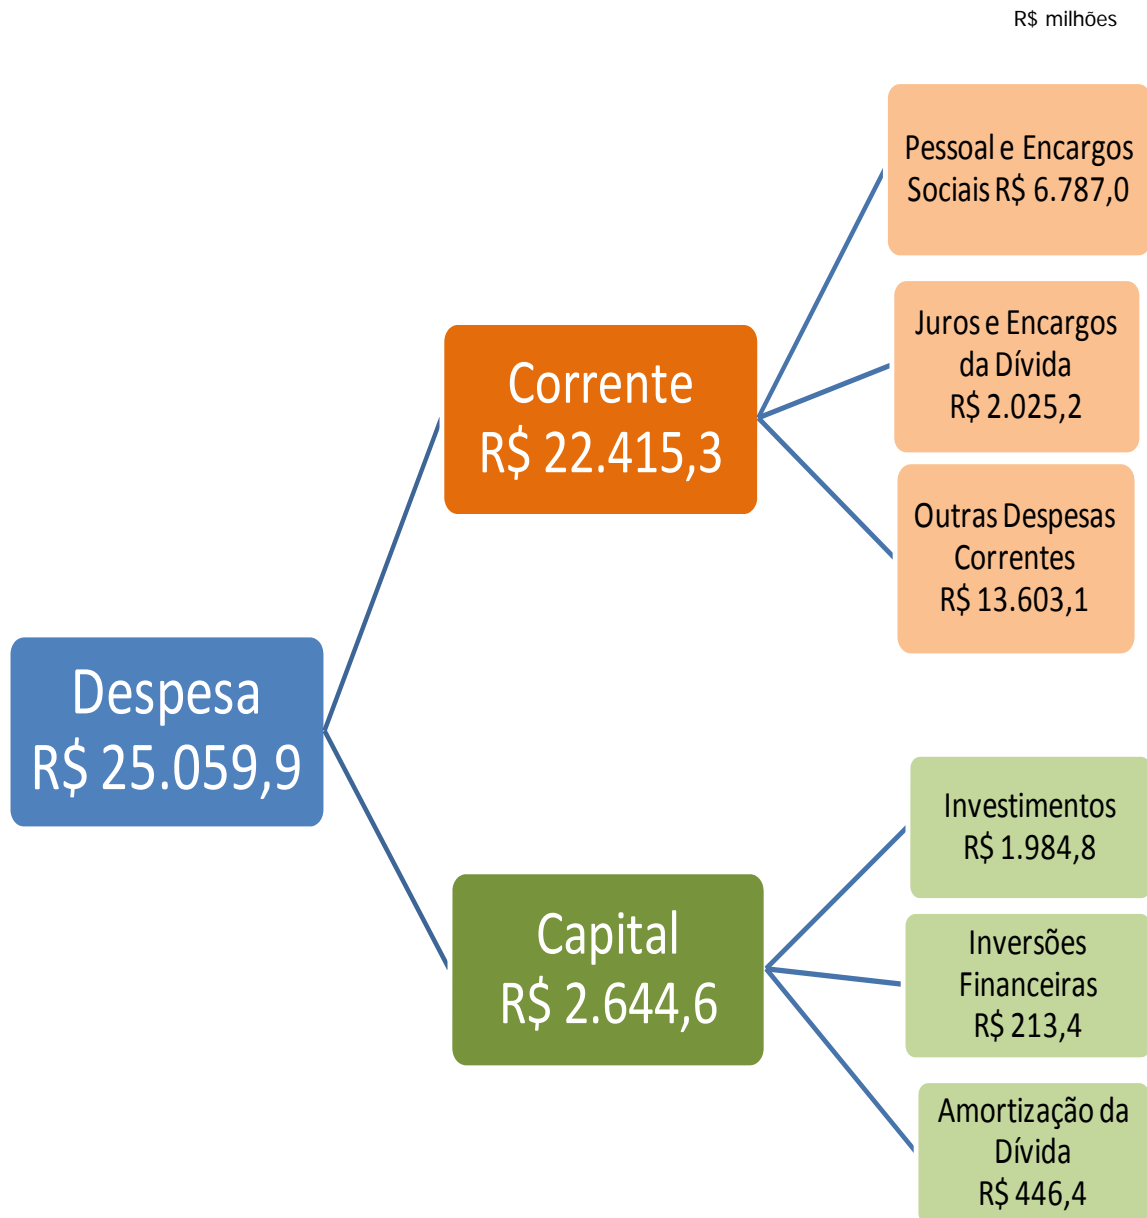 R$ milhões
Pessoal e Encargos
Sociais R$ 6.787,0
Juros e Encargos
da Dívida
R$ 2.025,2
Corrente
R$ 22.415,3
Outras Despesas
Correntes
R$ 13.603,1
Despesa
R$ 25.059,9
Investimentos
R$ 1.984,8
Capital
R$ 2.644,6
Inversões
Financeiras
R$ 213,4
Amortização da
Dívida
R$ 446,4